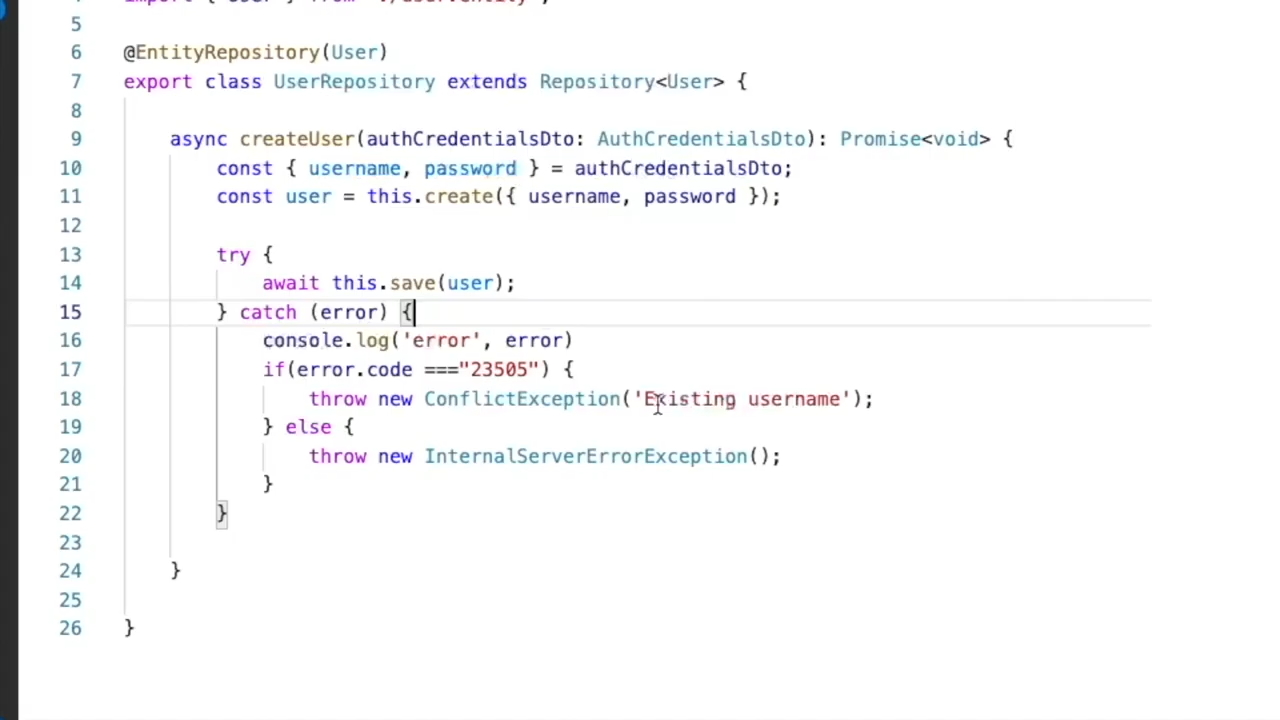 5
6 @EntityRepository(User)
7 export class UserRepository extends Repository<User> {
8
9 async createUser(authCredentialsDto: AuthCredentialsDto): Promise<void> {
10 const { username, password } = authCredentialsDto;
11 const user = this.create({ username, password });
12
13 try {
14 await this.save(user);
15 } catch (error) {
16 console.log('error', error)
17 if(error.code ==="23505") {
18 throw new ConflictException('Existing username');
19 } else {
20 throw new InternalServerErrorException();
21 }
22 }
23
24 }
25
26 }